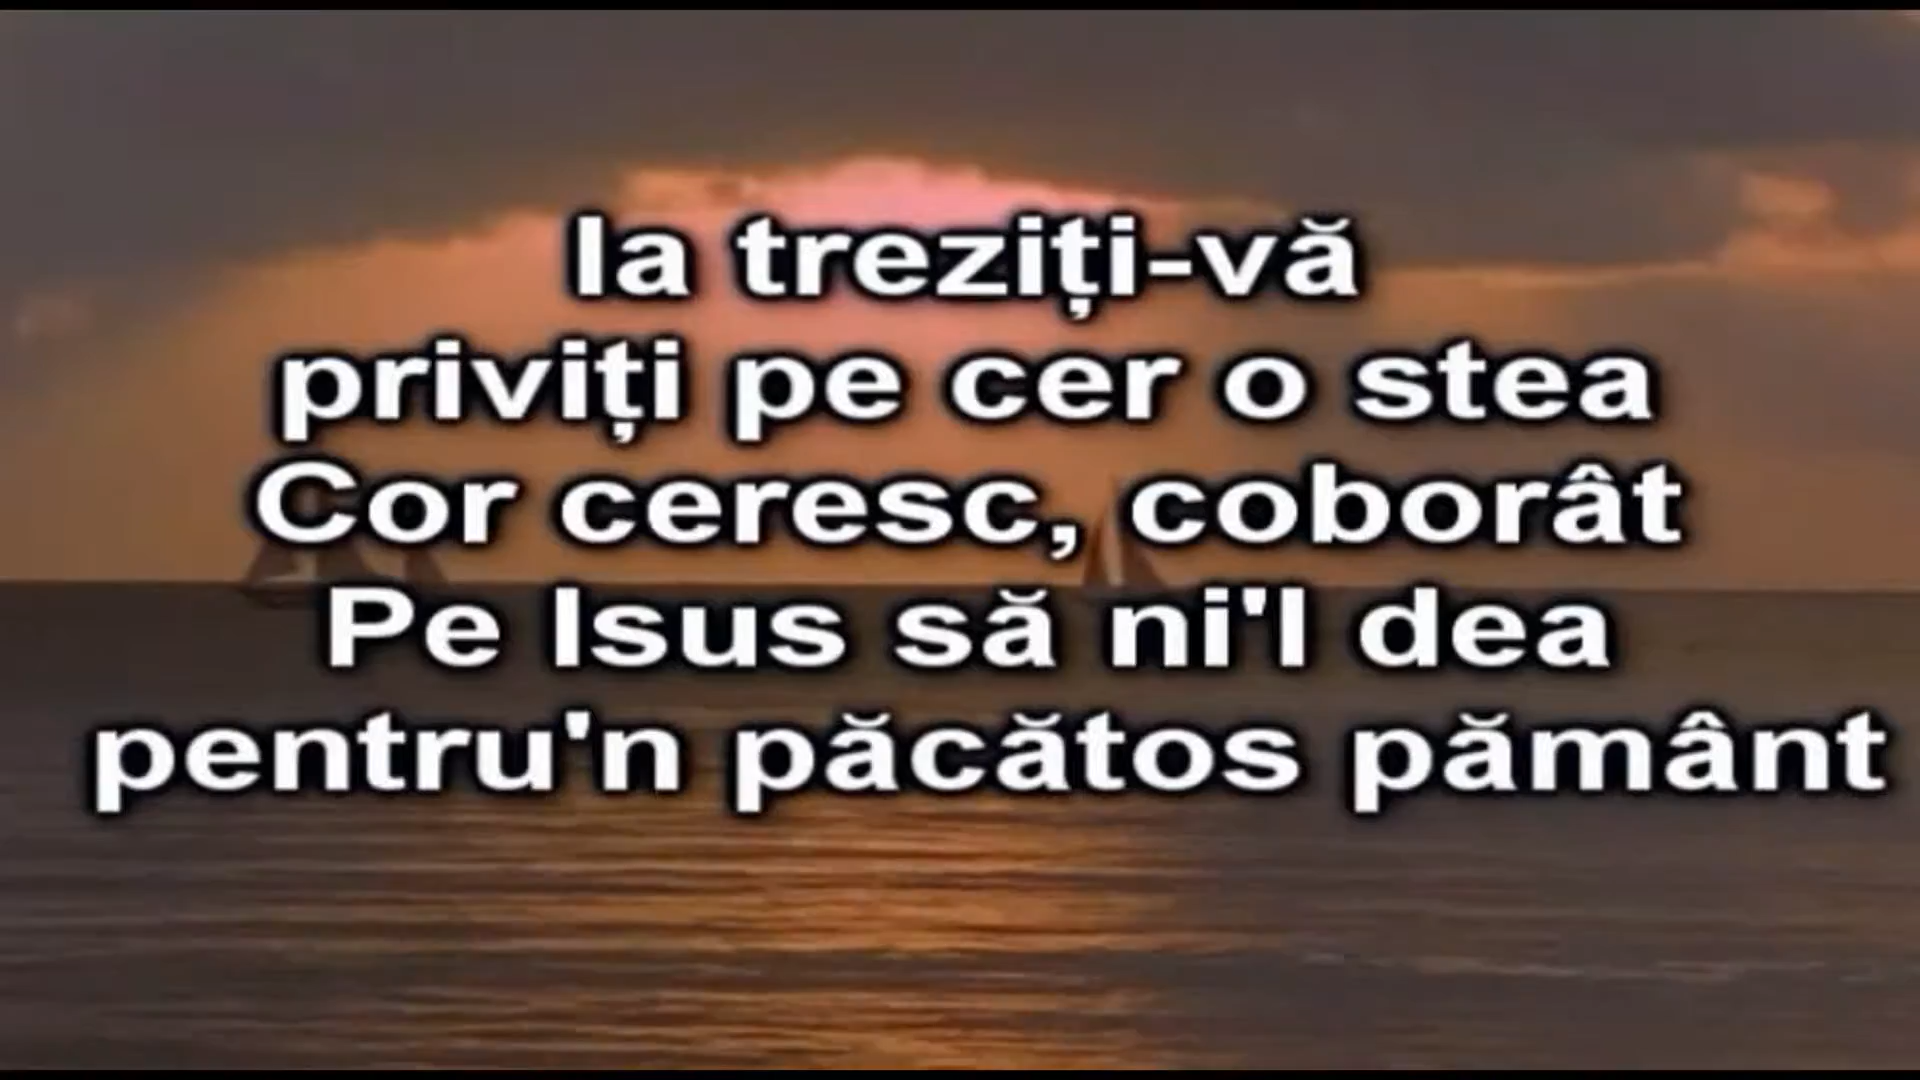 Ia treziți-vă
priviți pe cer o stea
Cor ceresc, coborât
Pe Isus să ni'l dea
pentru'n păcătos pământ